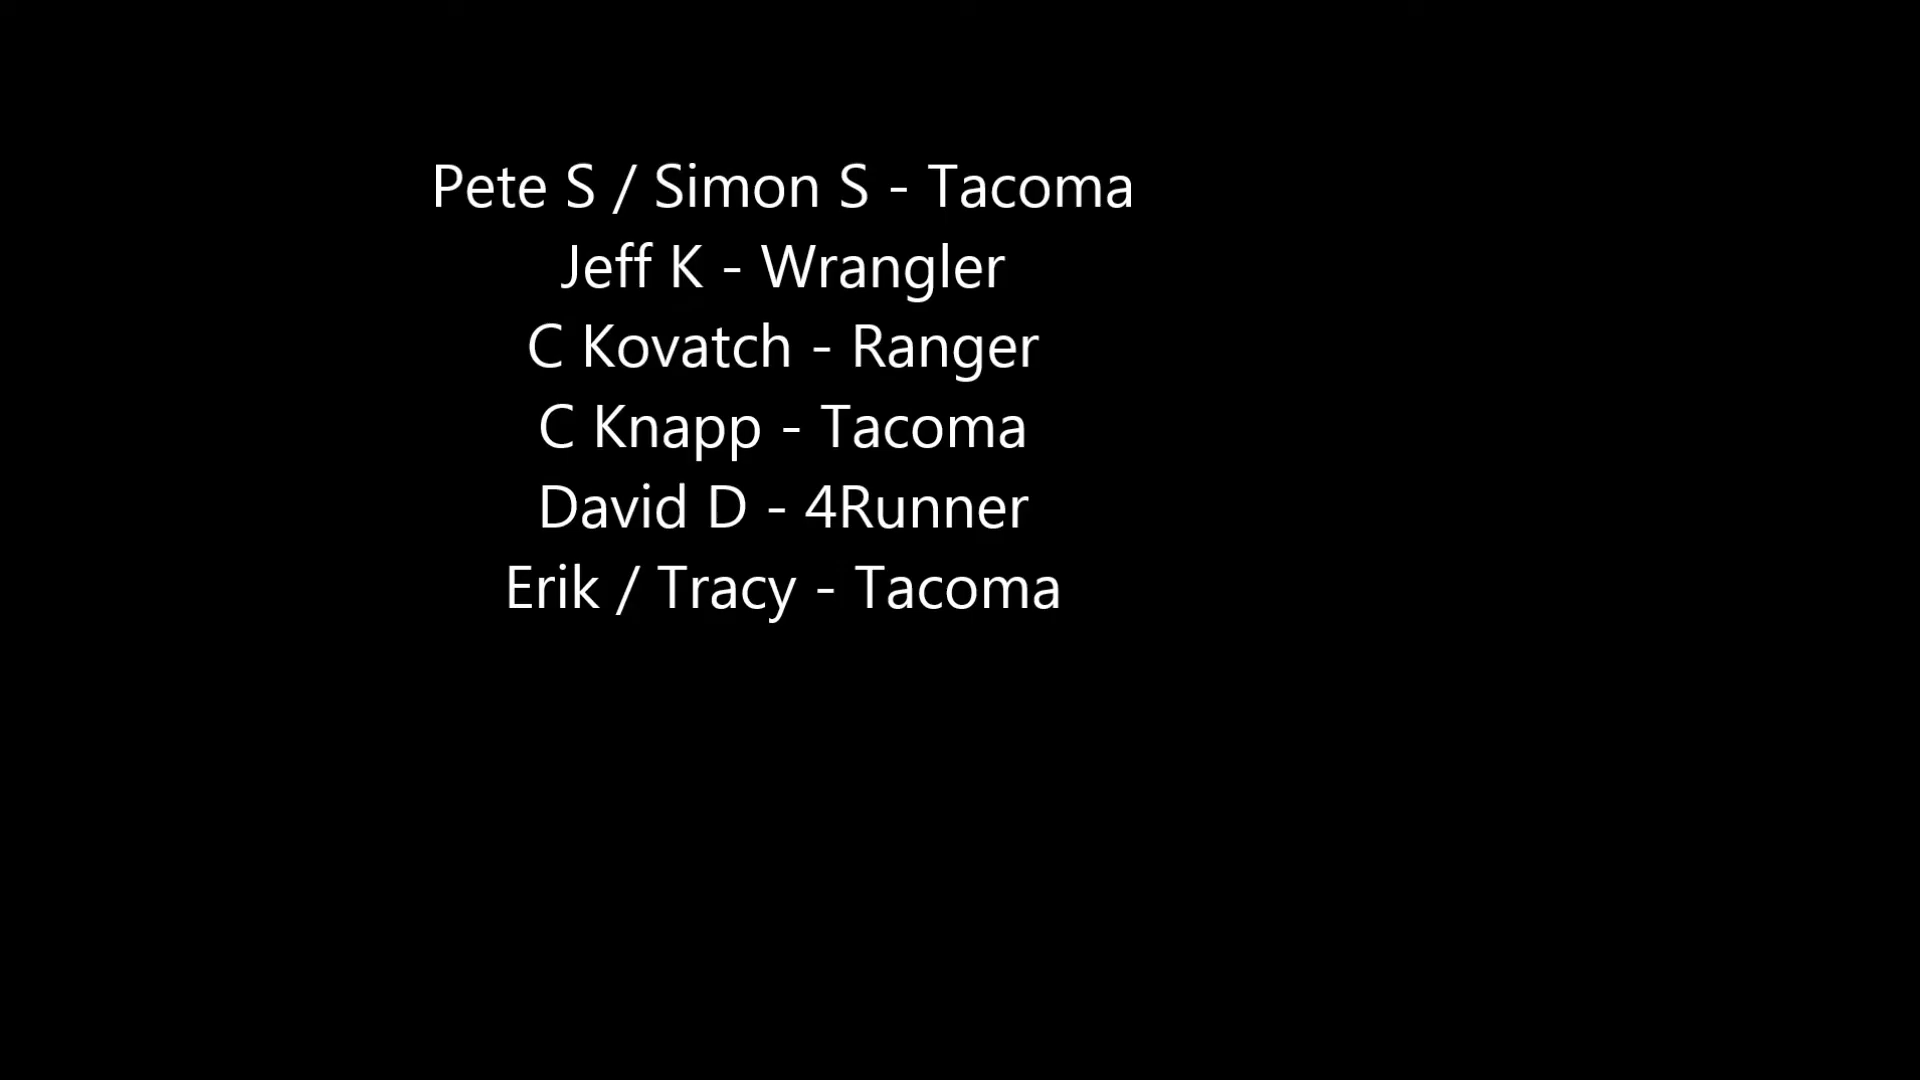 Pete S / Simon S - Tacoma
Jeff K - Wrangler
C Kovatch - Ranger
C Knapp - Tacoma
David D - 4Runner
Erik / Tracy - Tacoma